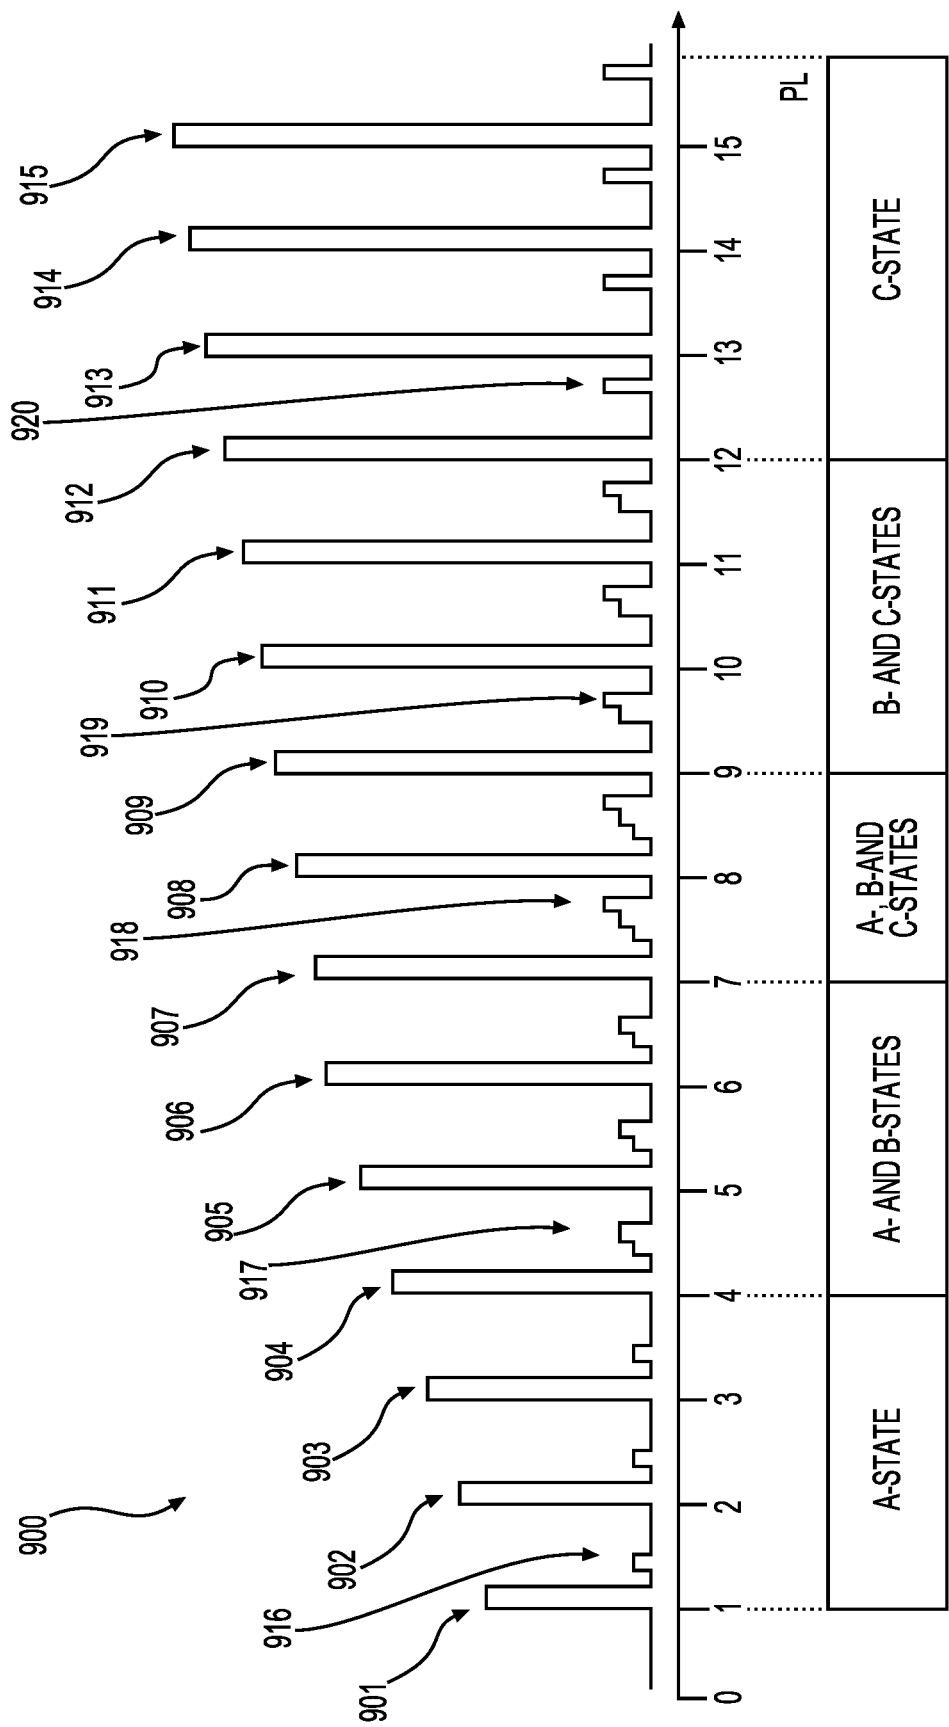 900
901
902
903
904
905
906
907
908
909
910
911
912
913
914
915
916
917
918
919
920
0 1 2 3 4 5 6 7 8 9 10 11 12 13 14 15
PL
A-STATE
A- AND B-STATES
A-, B-AND
C-STATES
B- AND C-STATES
C-STATE